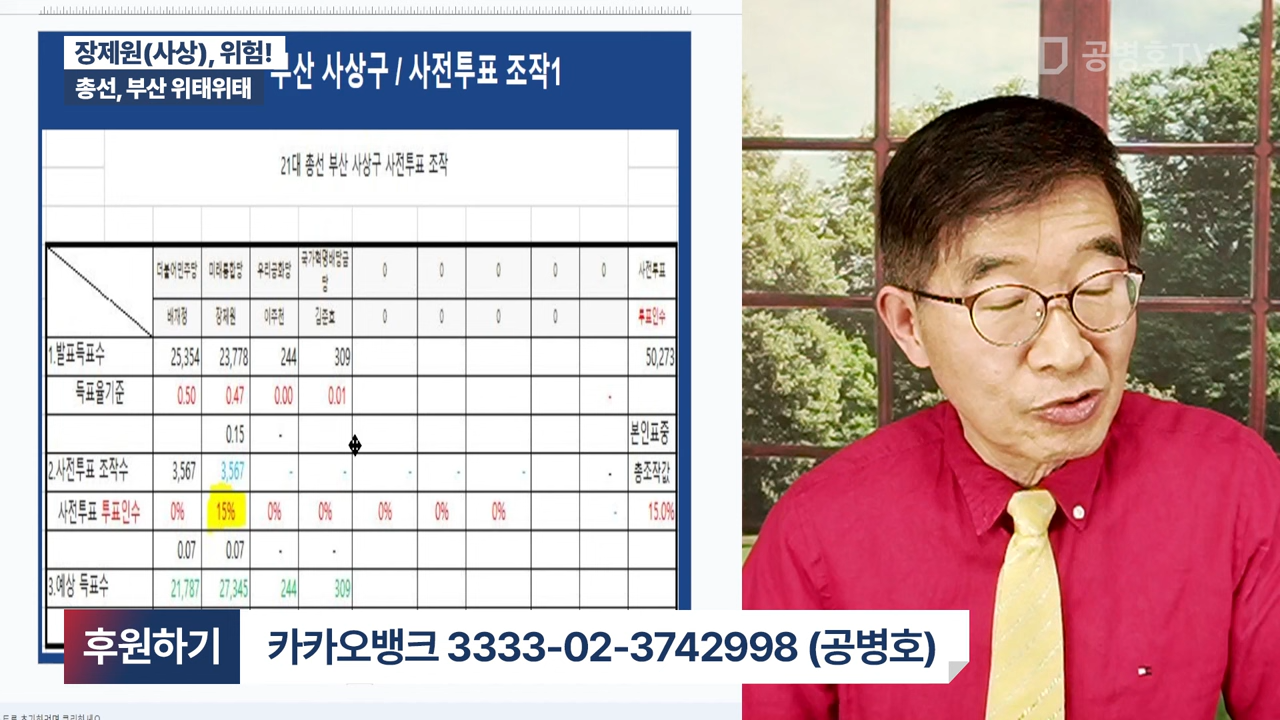 장제원(사상), 위험!
총선, 부산 위태위태
부산 사상구 / 사전투표 조작1
공병호TV
21대 총선 부산 사상구 사전투표 조작
더불어민주당 미래통합당 우리공화당 국가혁명배당금당 0 0 0 0 0 사전투표
배재정 장제원 이주천 김준호 0 0 0 0 투표인수
1.발표득표수 25,354 23,778 244 309 50,273
득표율기준 0.50 0.47 0.00 0.01 -
0.15 - 본인표중
2.사전투표 조작수 3,567 3,567 - - - - - - 총조작값
사전투표 투표인수 0% 15% 0% 0% 0% 0% 0% - 15.0%
0.07 0.07 - -
3.예상 득표수 21,787 27,345 244 309
후원하기 카카오뱅크 3333-02-3742998 (공병호)